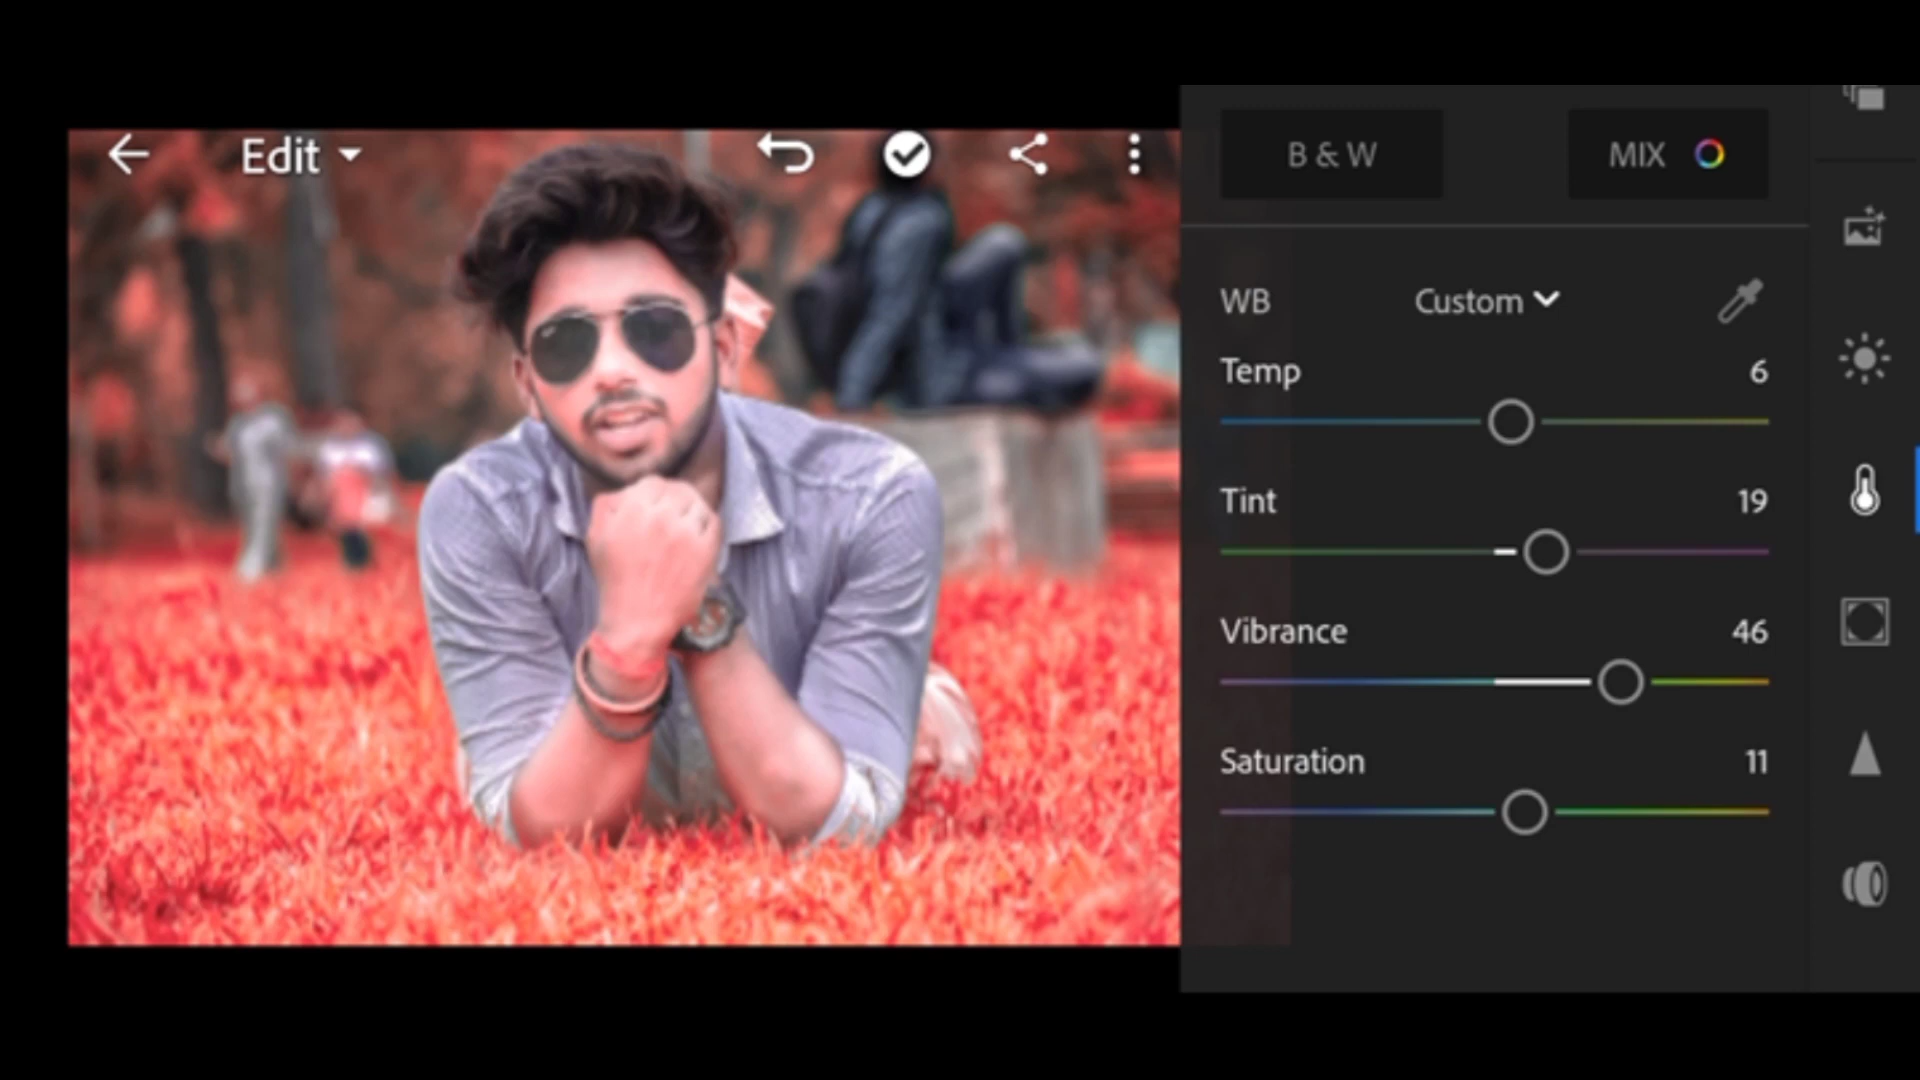 Edit
B & W
MIX
WB
Custom
Temp
6
Tint
19
Vibrance
46
Saturation
11